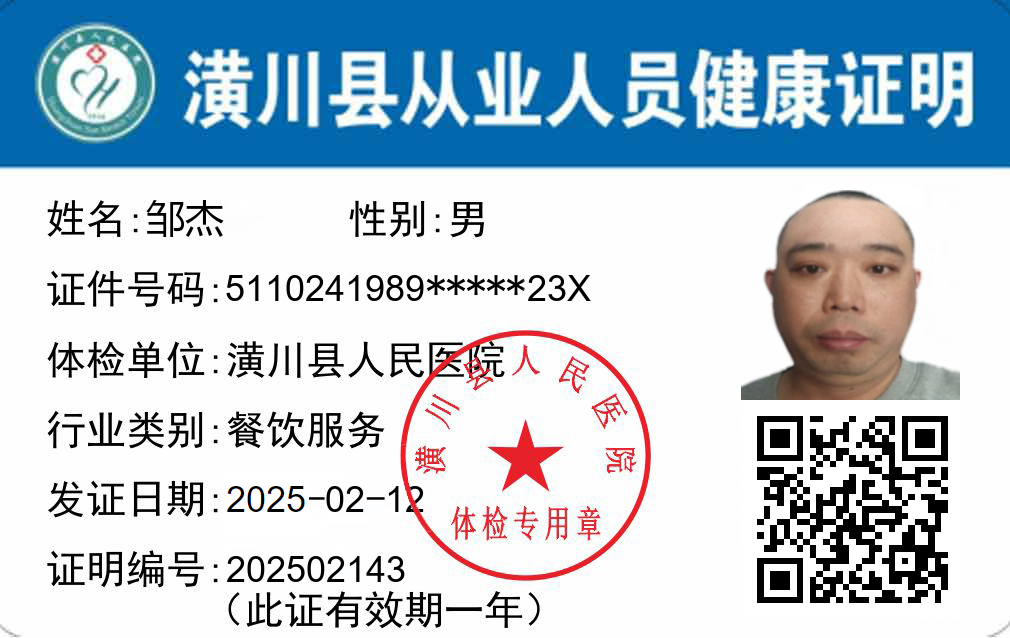 潢川县从业人员健康证明
姓名:邹杰 性别:男
证件号码:5110241989*****23X
体检单位:潢川县人民医院
行业类别:餐饮服务
发证日期:2025-02-12
证明编号:202502143
(此证有效期一年)
潢川县人民医院
体检专用章